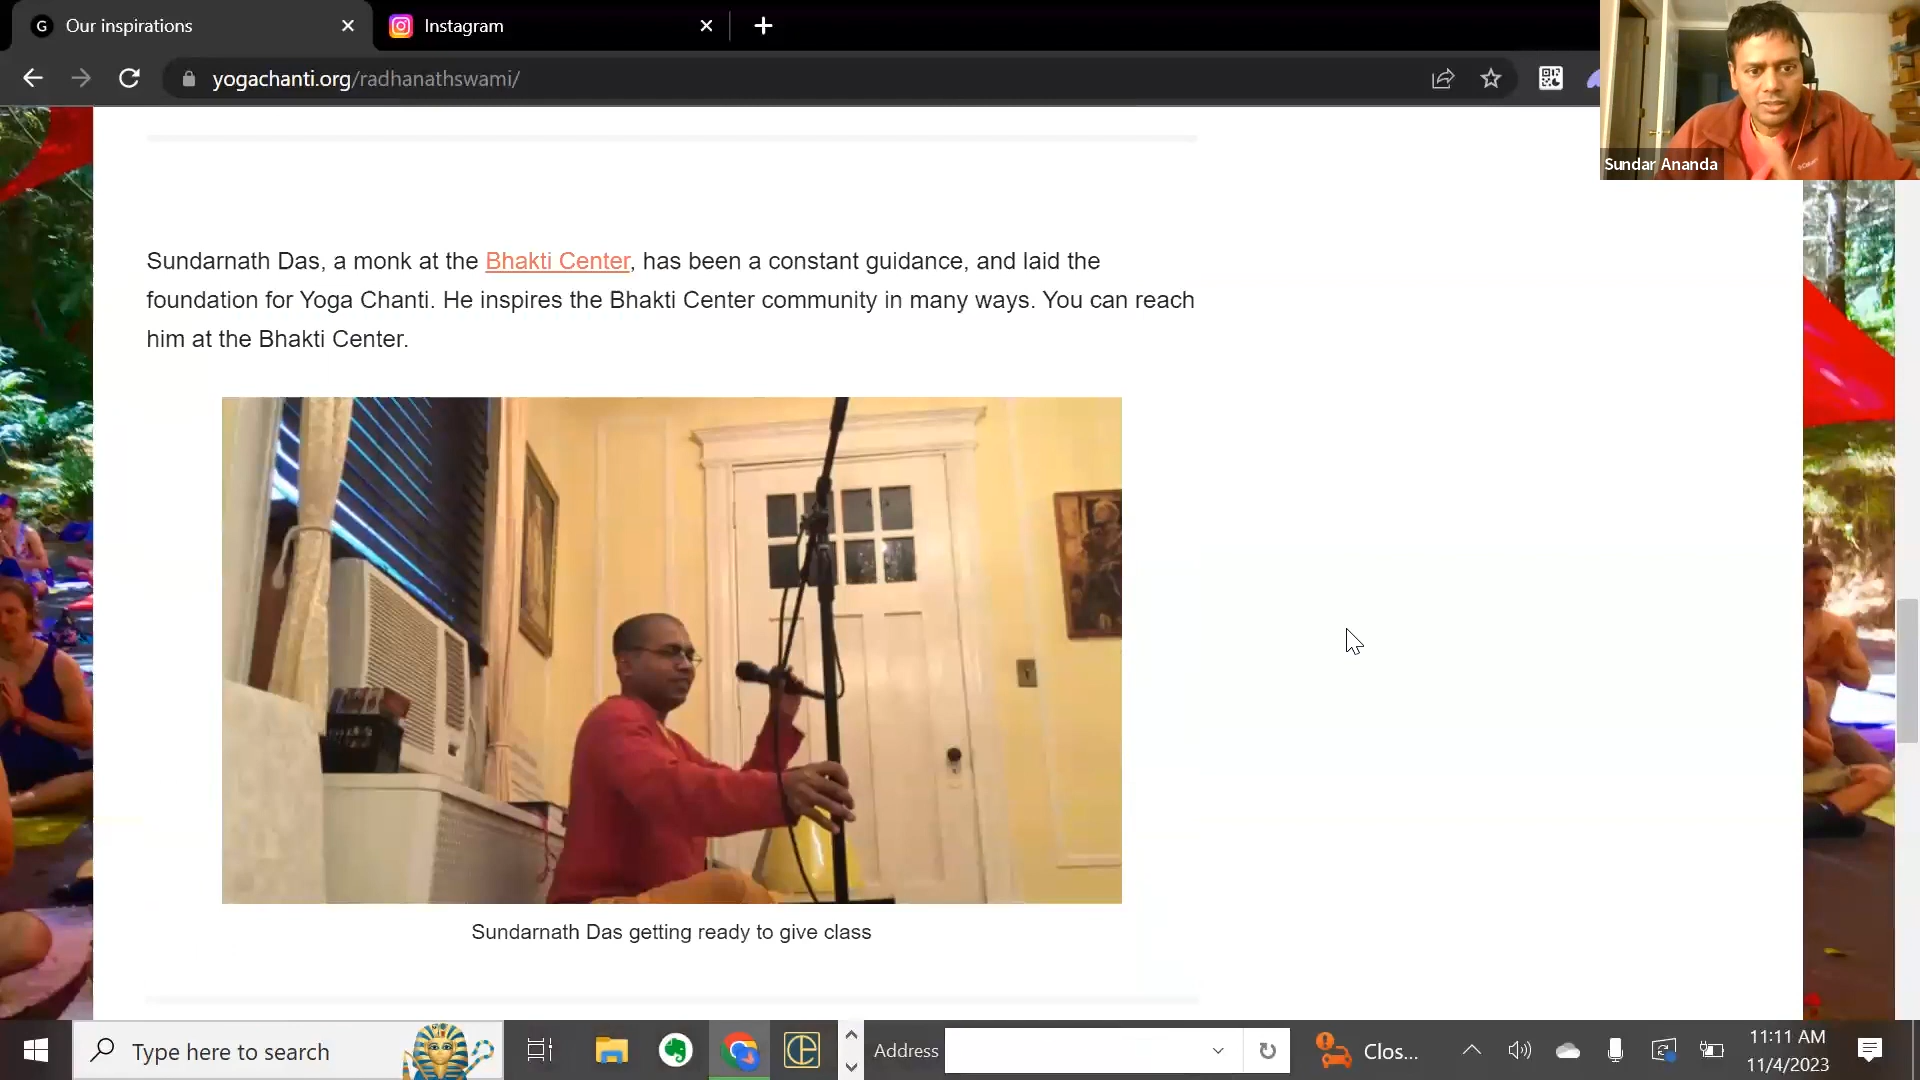 Our inspirations
Instagram
yogachanti.org/radhanathswami/
Sundar Ananda
Sundarnath Das, a monk at the Bhakti Center, has been a constant guidance, and laid the
foundation for Yoga Chanti. He inspires the Bhakti Center community in many ways. You can reach
him at the Bhakti Center.
Sundarnath Das getting ready to give class
Type here to search
Address
Clos...
11:11 AM
11/4/2023